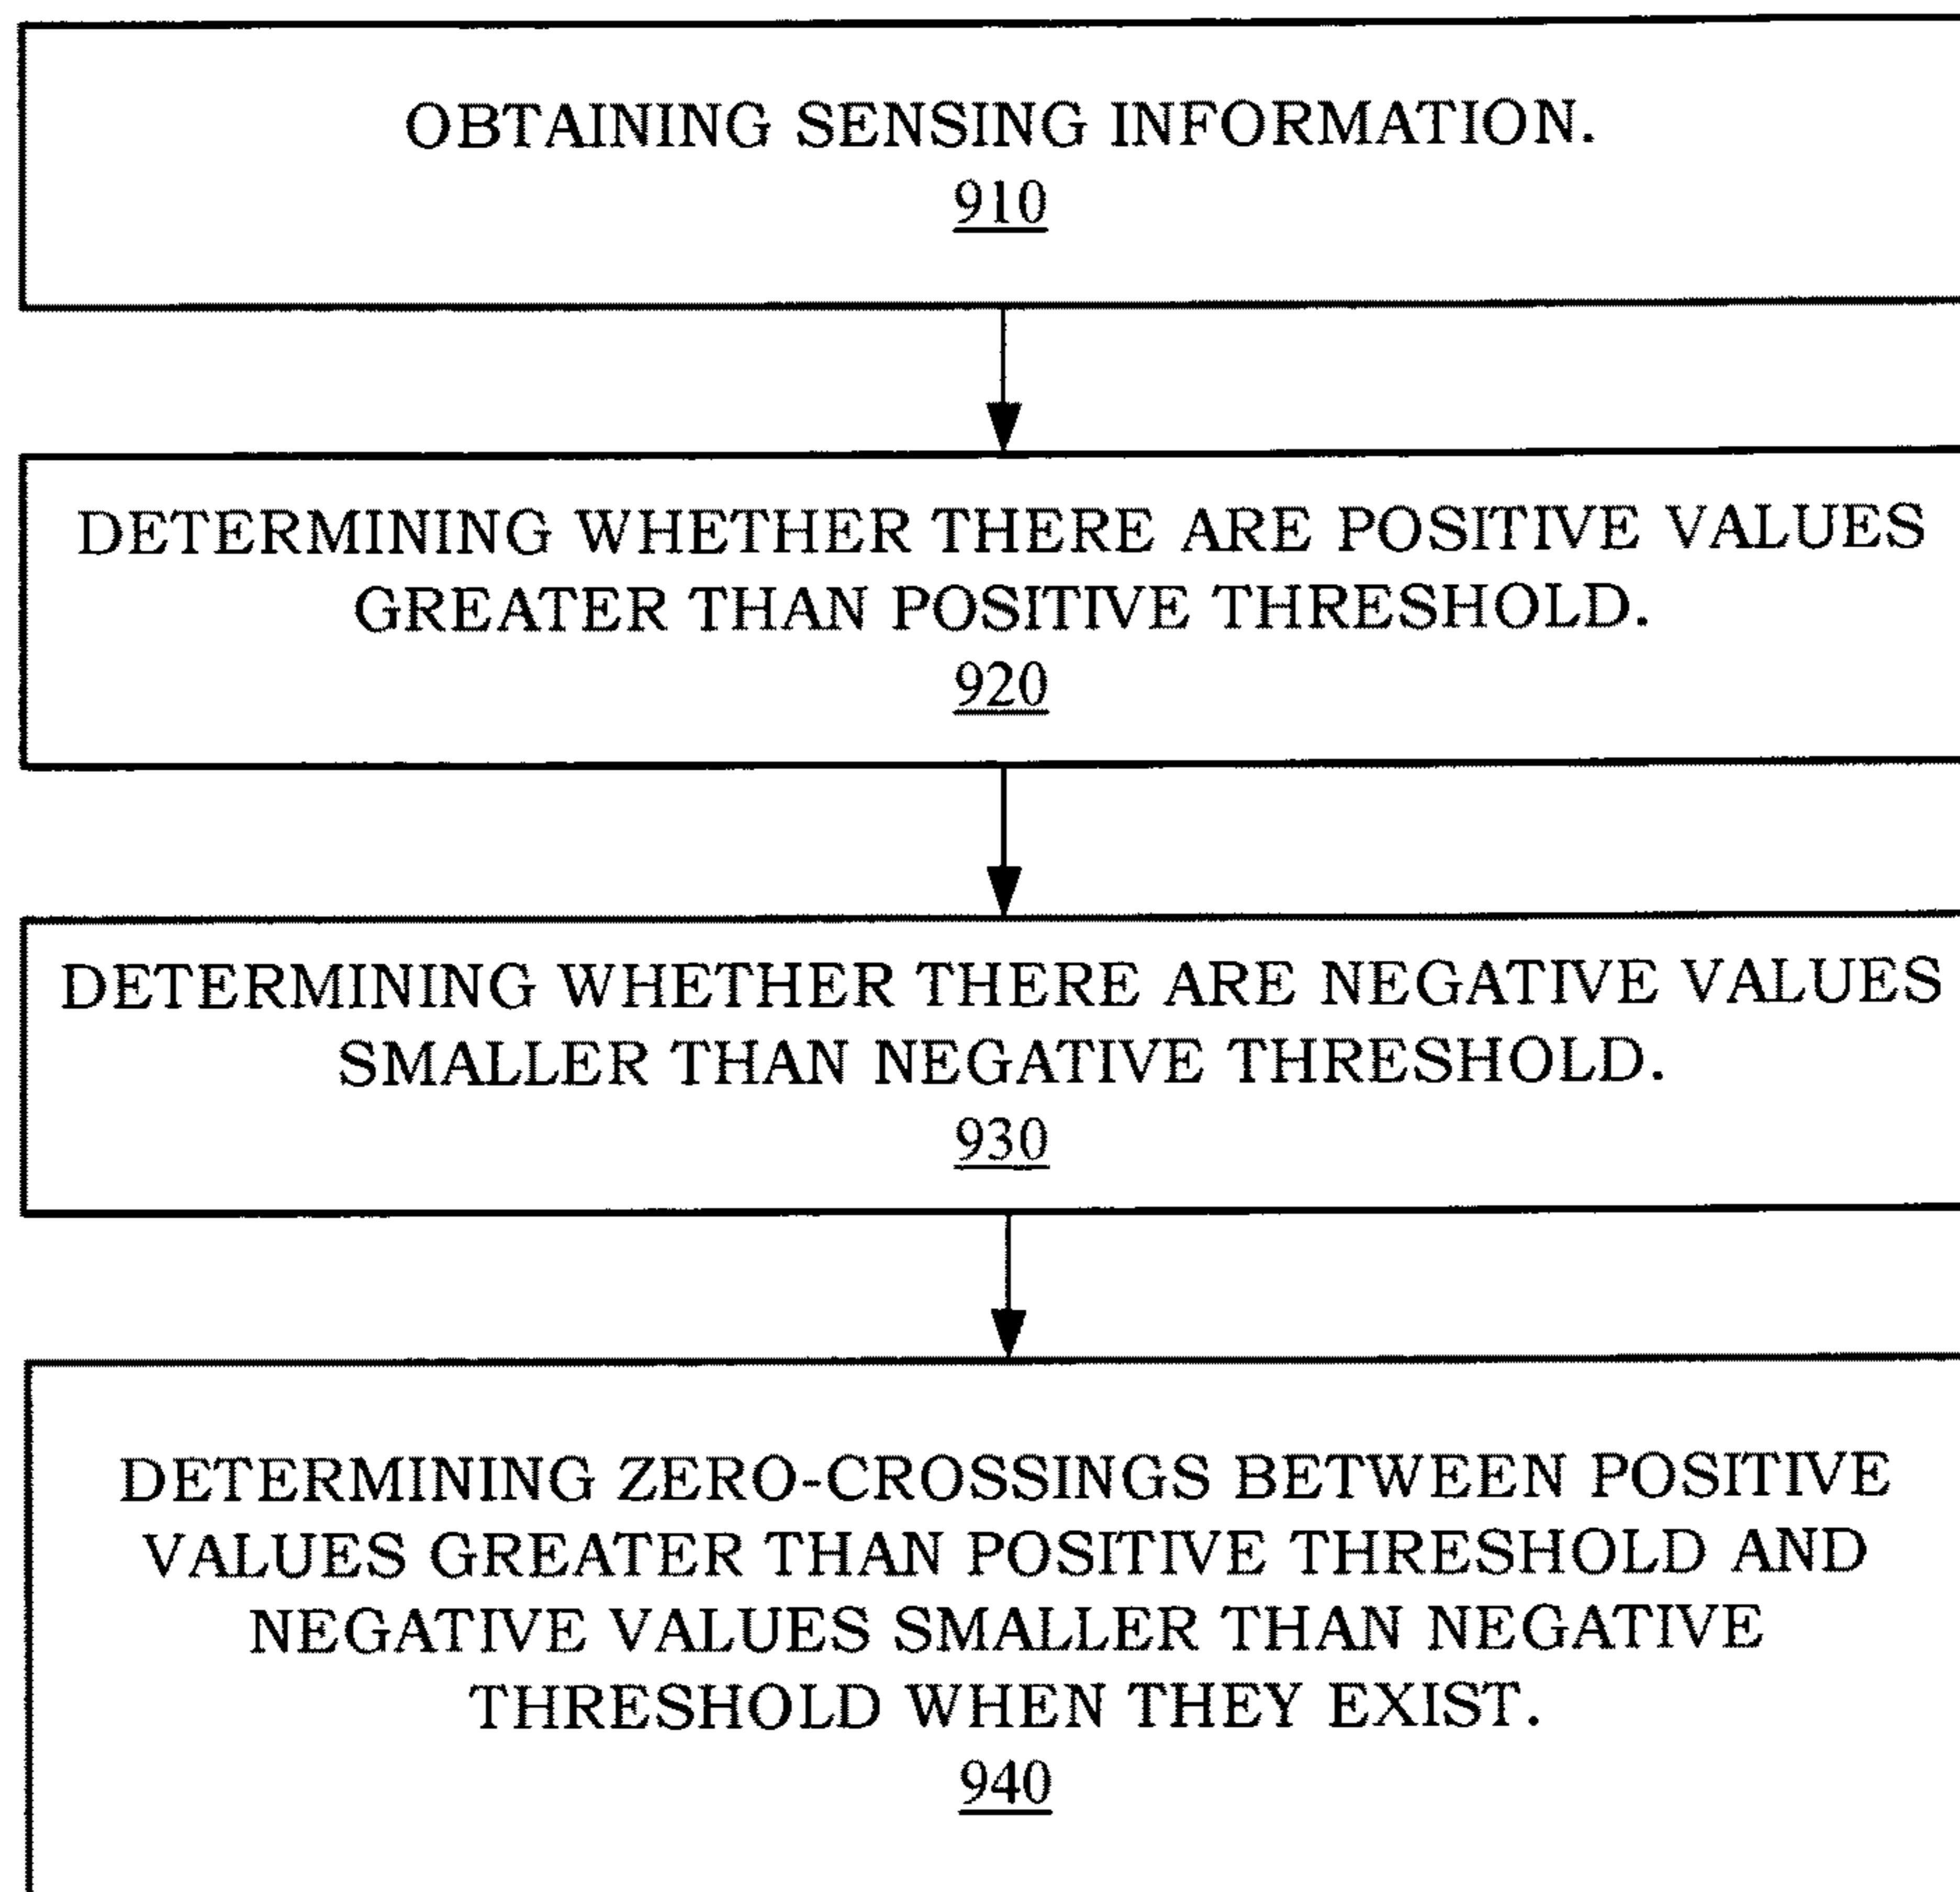 OBTAINING SENSING INFORMATION.
910
DETERMINING WHETHER THERE ARE POSITIVE VALUES
GREATER THAN POSITIVE THRESHOLD.
920
DETERMINING WHETHER THERE ARE NEGATIVE VALUES
SMALLER THAN NEGATIVE THRESHOLD.
930
DETERMINING ZERO-CROSSINGS BETWEEN POSITIVE
VALUES GREATER THAN POSITIVE THRESHOLD AND
NEGATIVE VALUES SMALLER THAN NEGATIVE
THRESHOLD WHEN THEY EXIST.
940